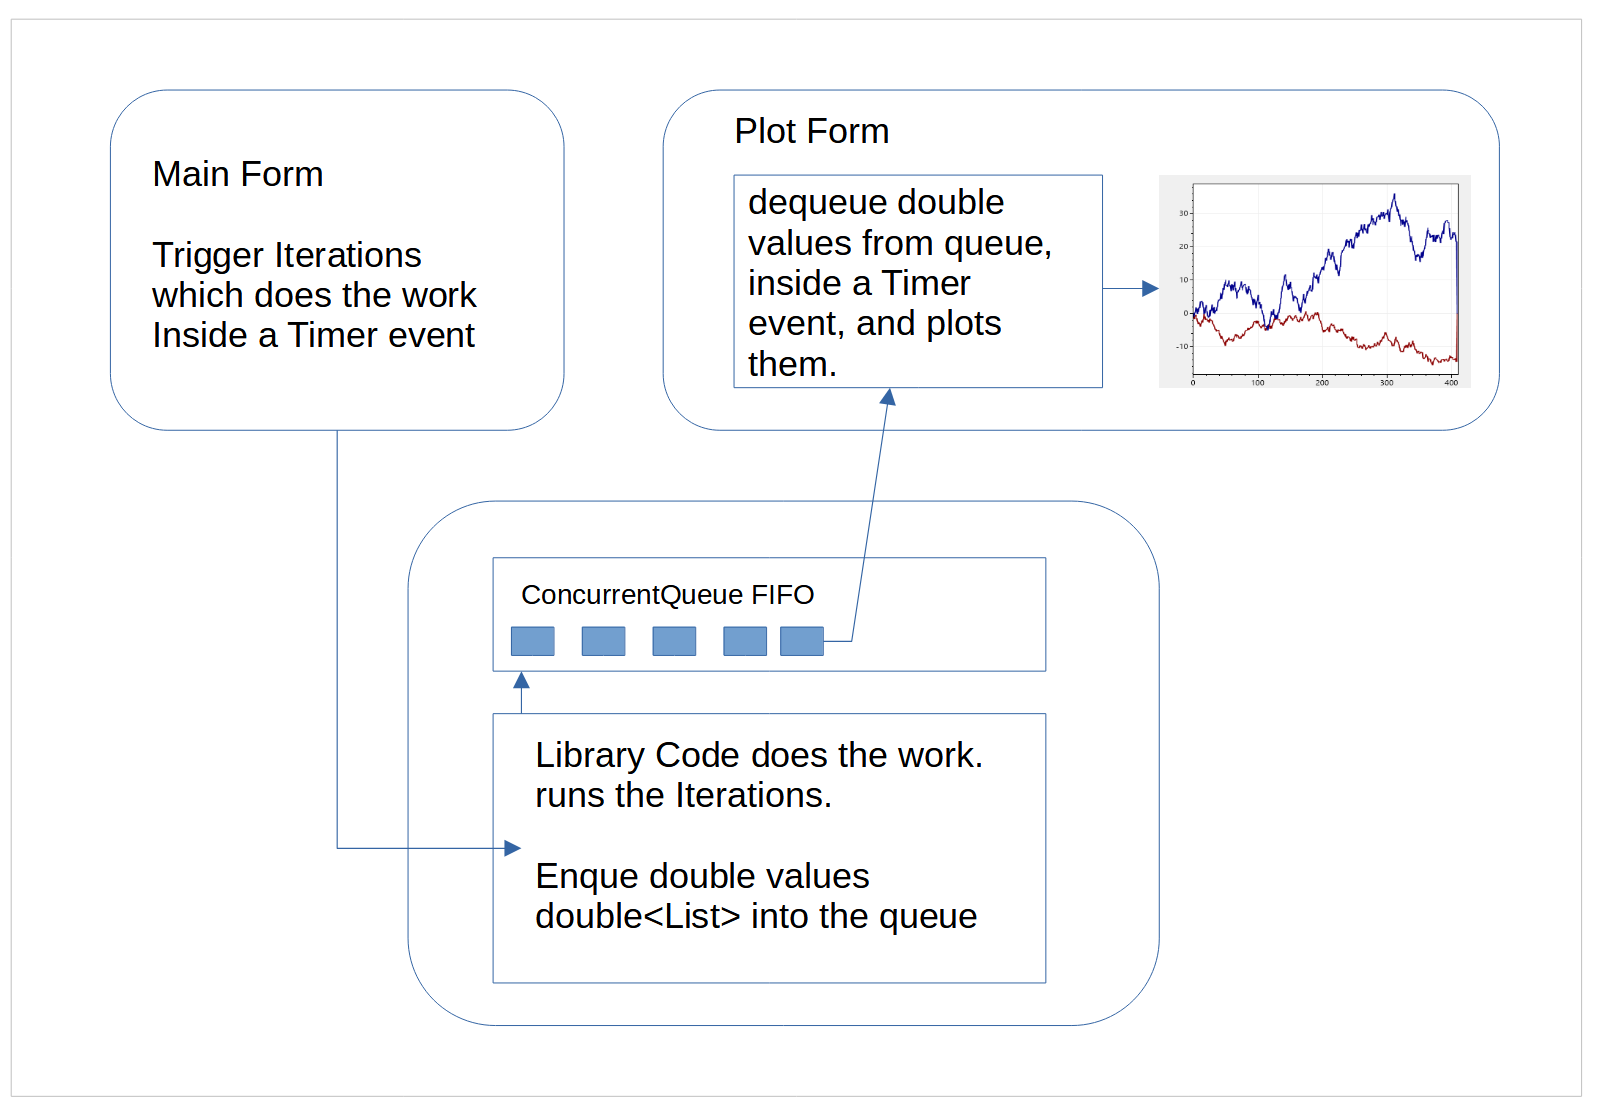 Main Form
Trigger Iterations
which does the work
Inside a Timer event
Plot Form
dequeue double
values from queue,
inside a Timer
event, and plots
them.
30
20
10
0
-10
0 100 200 300 400
ConcurrentQueue FIFO
Library Code does the work.
runs the Iterations.
Enque double values
double<List> into the queue